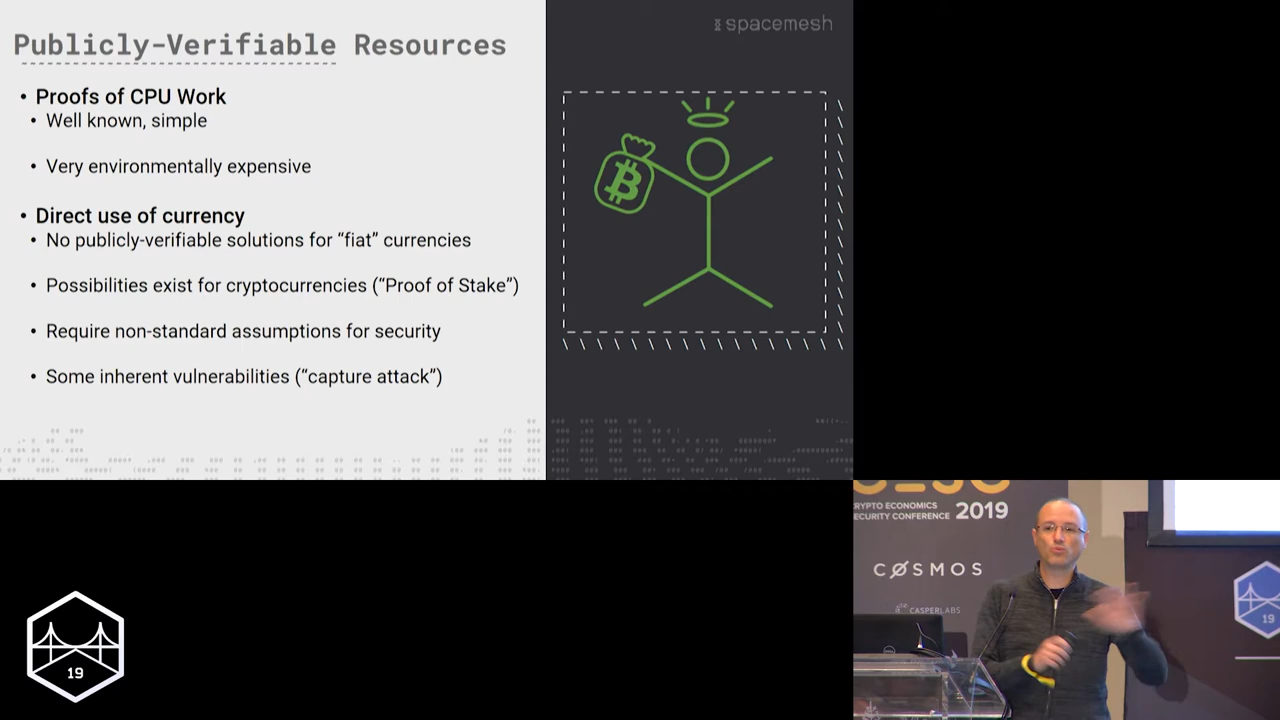 Publicly-Verifiable Resources
• Proofs of CPU Work
• Well known, simple
• Very environmentally expensive
• Direct use of currency
• No publicly-verifiable solutions for “fiat” currencies
• Possibilities exist for cryptocurrencies (“Proof of Stake”)
• Require non-standard assumptions for security
• Some inherent vulnerabilities (“capture attack”)
spacemesh
19
CRYPTO ECONOMICS
SECURITY CONFERENCE 2019
CØSMOS
CASPERLABS
19